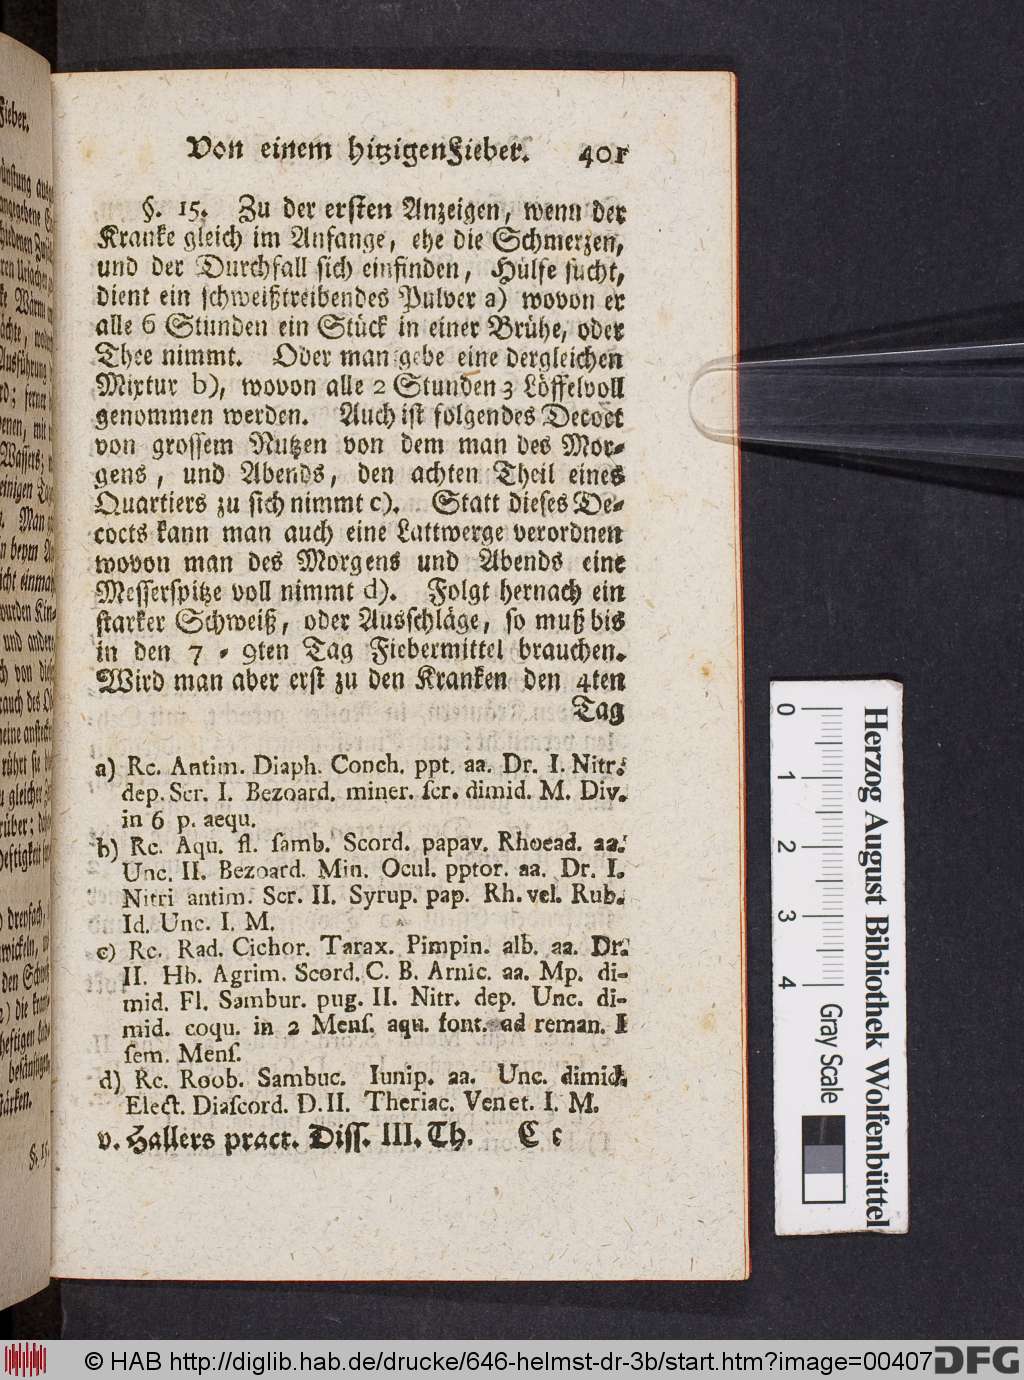 Von einem hitzigen Fieber. 401
§. 15. Zu der ersten Anzeigen, wenn der
Kranke gleich im Anfange, ehe die Schmerzen,
und der Durchfall sich einfinden, Hülfe sucht,
dient ein schweißtreibendes Pulver a) wovon er
alle 6 Stunden ein Stück in einer Brühe, oder
Thee nimmt. Oder man gebe eine dergleichen
Mixtur b), wovon alle 2 Stunden 3 Löffelvoll
genommen werden. Auch ist folgendes Decoct
von grossem Nutzen von dem man des Mor-
gens, und Abends, den achten Theil eines
Quartiers zu sich nimmt c). Statt dieses De-
cocts kann man auch eine Lattwerge verordnen
wovon man des Morgens und Abends eine
Messerspitze voll nimmt d). Folgt hernach ein
starker Schweiß, oder Ausschläge, so muß bis
in den 7 - 9ten Tag Fiebermittel brauchen.
Wird man aber erst zu den Kranken den 4ten
Tag
a) Rc. Antim. Diaph. Conch. ppt. aa. Dr. I. Nitr.
dep. Scr. I. Bezoard. miner. ſcr. dimid. M. Div.
in 6 p. aequ.
b) Rc. Aqu. fl. ſamb. Scord. papav. Rhoead. aa.
Unc. II. Bezoard. Min. Ocul. pptor. aa. Dr. I.
Nitri antim. Scr. II. Syrup. pap. Rh. vel. Rub.
Id. Unc. I. M.
c) Rc. Rad. Cichor. Tarax. Pimpin. alb. aa. Dr.
II. Hb. Agrim. Scord. C. B. Arnic. aa. Mp. di-
mid. Fl. Sambur. pug. II. Nitr. dep. Unc. di-
mid. coqu. in 2 Menſ. aqu. font. ad reman. I
ſem. Menſ.
d) Rc. Roob. Sambuc. Iunip. aa. Unc. dimid.
Elect. Diaſcord. D. II. Theriac. Venet. I. M.
v. Hallers pract. Diss. III. Th. C c
0 1 2 3 4
Gray Scale
Herzog August Bibliothek Wolfenbüttel
© HAB http://diglib.hab.de/drucke/646-helmst-dr-3b/start.htm?image=00407
DFG